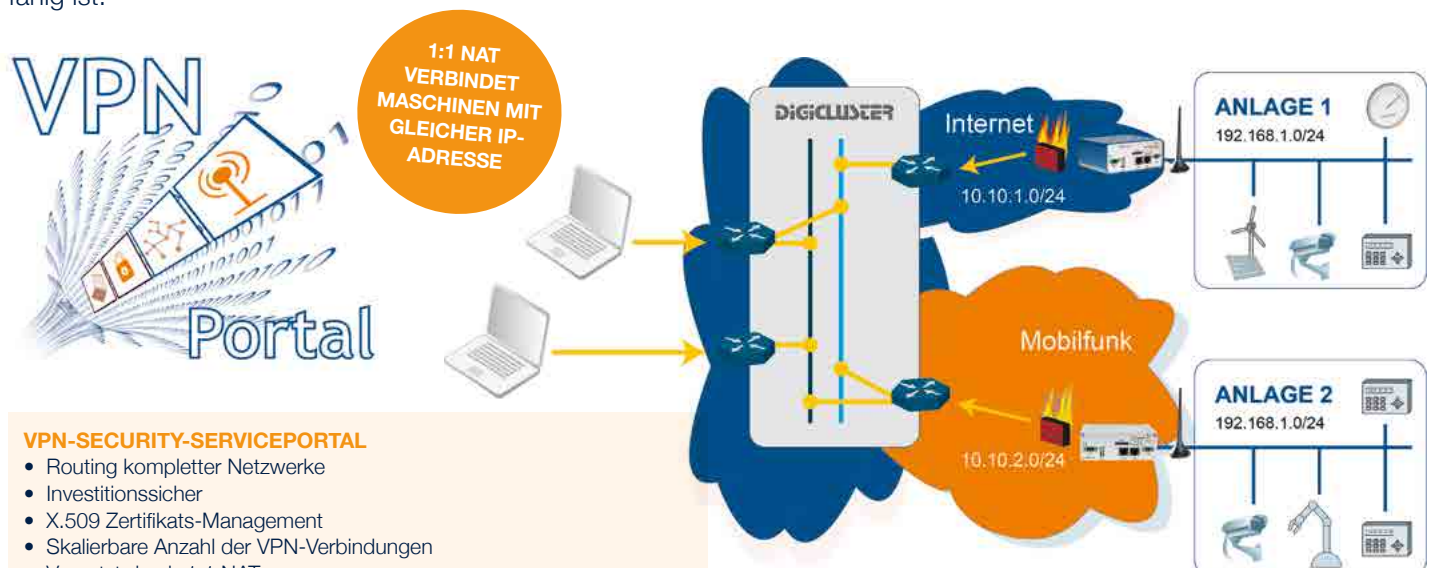 fähig ist.
VPN
Portal
1:1 NAT
VERBINDET
MASCHINEN MIT
GLEICHER IP-
ADRESSE
DIGICLUSTER
Internet
10.10.1.0/24
ANLAGE 1
192.168.1.0/24
Mobilfunk
10.10.2.0/24
ANLAGE 2
192.168.1.0/24
VPN-SECURITY-SERVICEPORTAL
• Routing kompletter Netzwerke
• Investitionssicher
• X.509 Zertifikats-Management
• Skalierbare Anzahl der VPN-Verbindungen